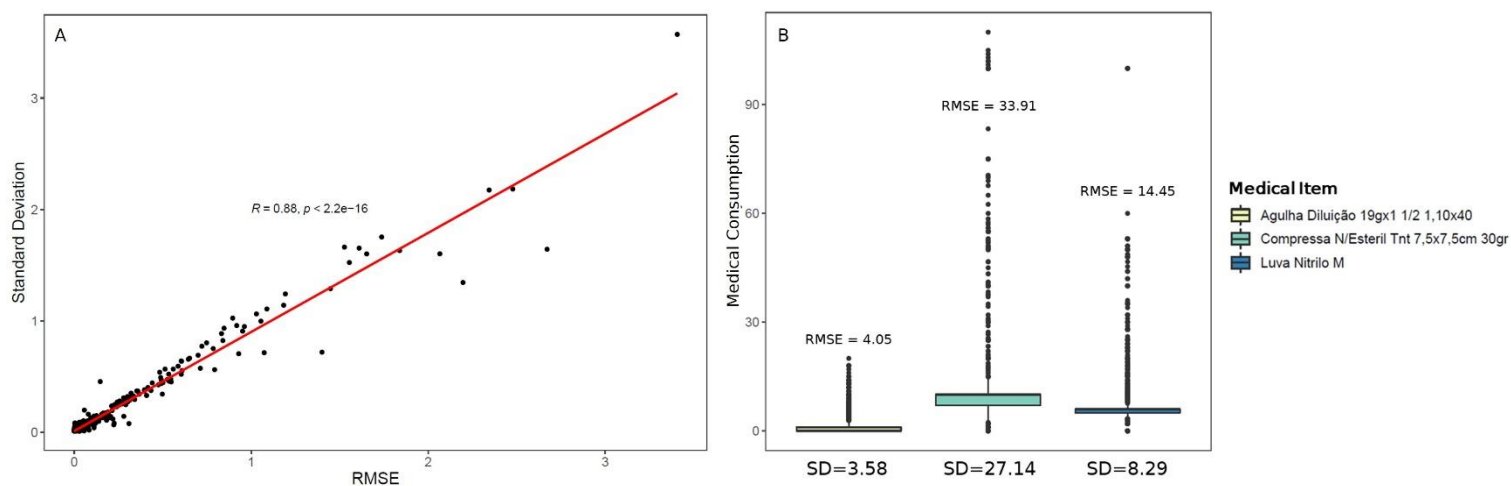 A
3
2
1
0
Standard Deviation
R = 0.88, p < 2.2e−16
0
1
2
3
RMSE
B
90
60
30
0
Medical Consumption
RMSE = 33.91
RMSE = 14.45
RMSE = 4.05
SD=3.58
SD=27.14
SD=8.29
Medical Item
Agulha Diluição 19gx1 1/2 1,10x40
Compressa N/Esteril Tnt 7,5x7,5cm 30gr
Luva Nitrilo M